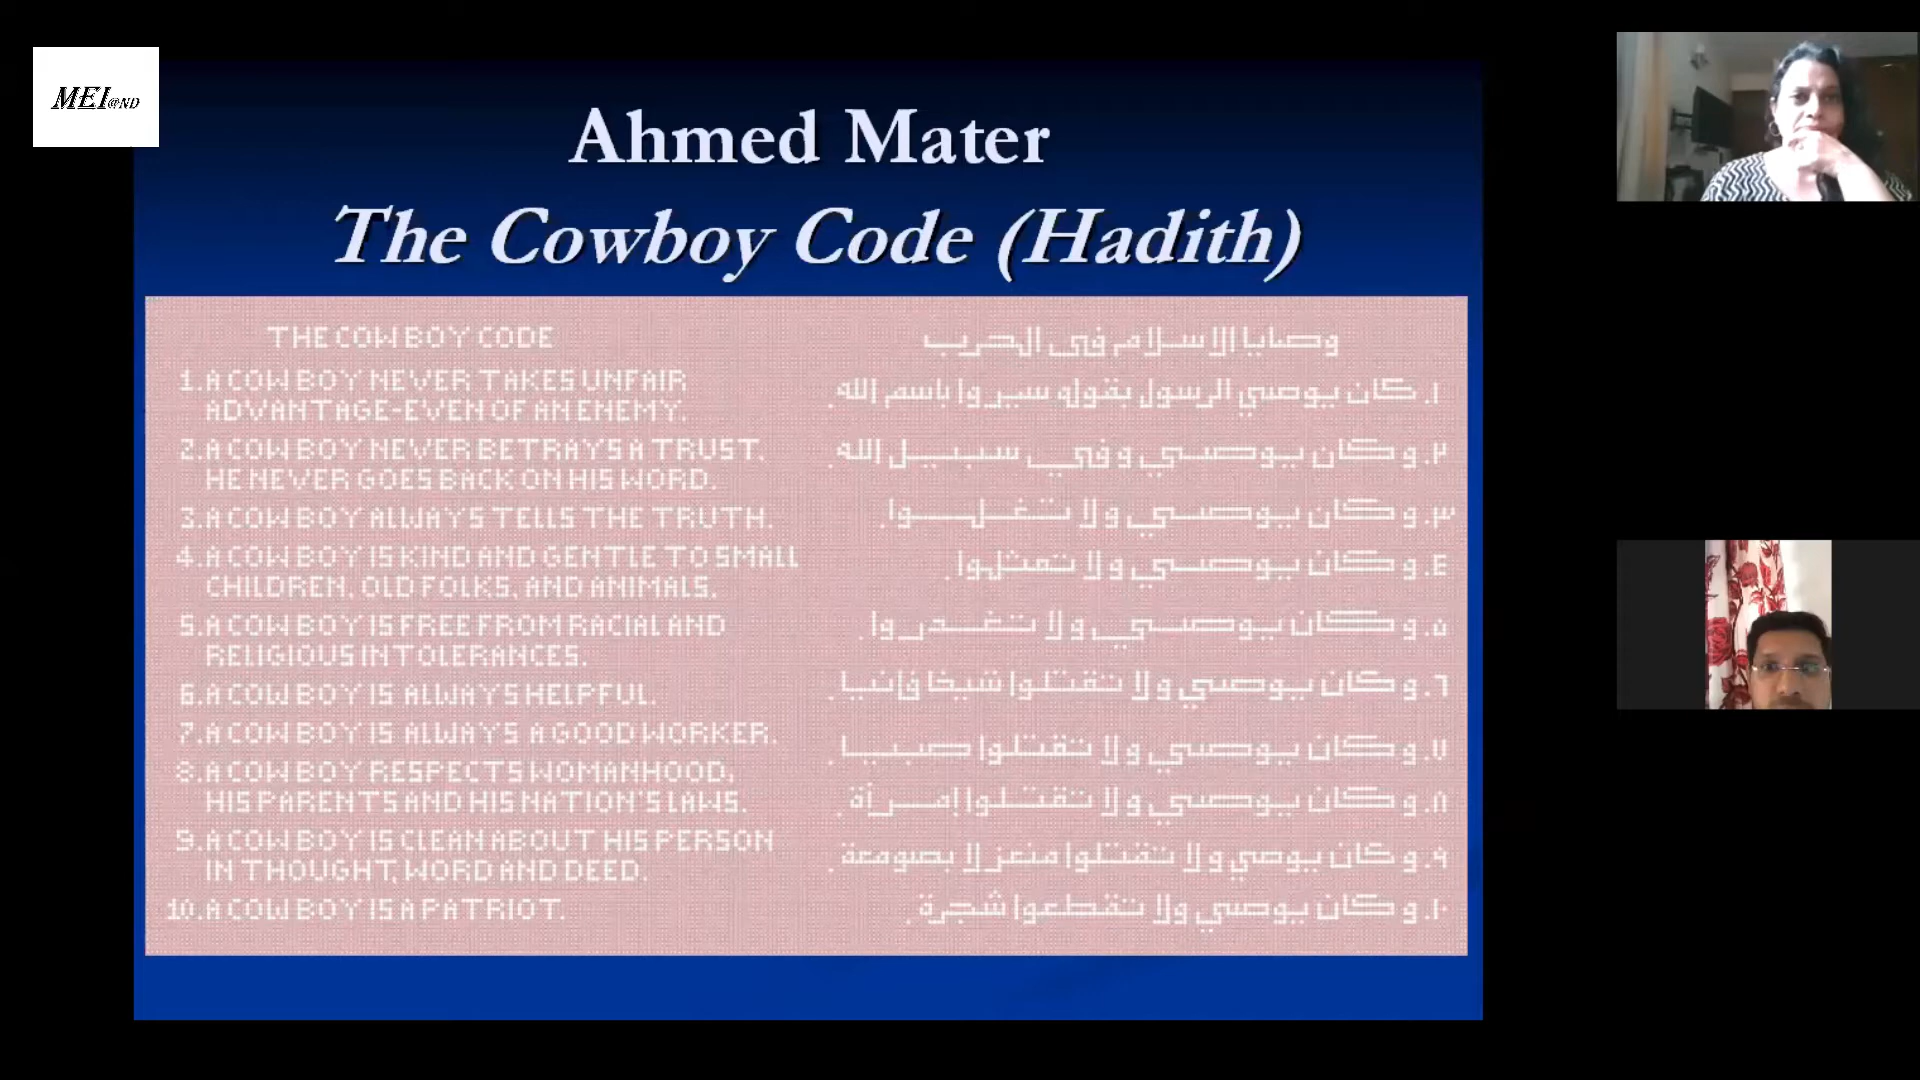 MEI@ND
Ahmed Mater
The Cowboy Code (Hadith)
THE COWBOY CODE
1. A COWBOY NEVER TAKES UNFAIR
ADVANTAGE-EVEN OF AN ENEMY.
2. A COWBOY NEVER BETRAYS A TRUST.
HE NEVER GOES BACK ON HIS WORD.
3. A COWBOY ALWAYS TELLS THE TRUTH.
4. A COWBOY IS KIND AND GENTLE TO SMALL
CHILDREN, OLD FOLKS, AND ANIMALS.
5. A COWBOY IS FREE FROM RACIAL AND
RELIGIOUS INTOLERANCES.
6. A COWBOY IS ALWAYS HELPFUL.
7. A COWBOY IS ALWAYS A GOOD WORKER.
8. A COWBOY RESPECTS WOMANHOOD,
HIS PARENTS AND HIS NATION'S LAWS.
9. A COWBOY IS CLEAN ABOUT HIS PERSON
IN THOUGHT, WORD AND DEED.
10. A COWBOY IS A PATRIOT.
وصايا الاسلام في الحرب
١. كان يوصي الرسول بقوله سيروا باسم الله.
٢. وكان يوصي وفي سبيل الله.
٣. وكان يوصي ولا تغلوا.
٤. وكان يوصي ولا تمثلوا.
٥. وكان يوصي ولا تغدروا.
٦. وكان يوصي ولا تقتلوا شيخا فانيا.
٧. وكان يوصي ولا تقتلوا صبيا.
٨. وكان يوصي ولا تقتلوا إمرأة.
٩. وكان يوصي ولا تقتلوا منعزلا بصومعة.
١٠. وكان يوصي ولا تقطعوا شجرة.